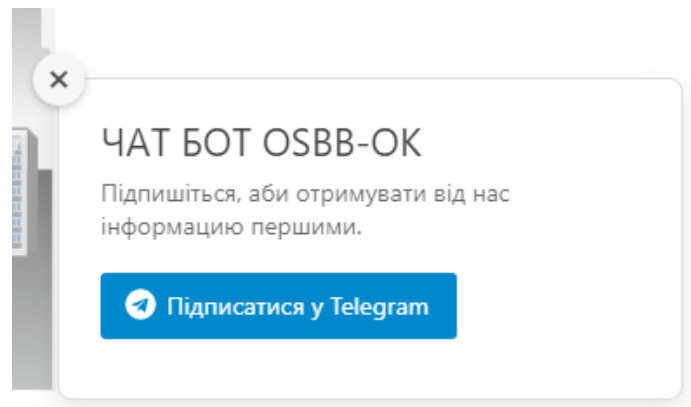 ЧАТ БОТ OSBB-OK
Підпишіться, аби отримувати від нас
інформацію першими.
Підписатися у Telegram